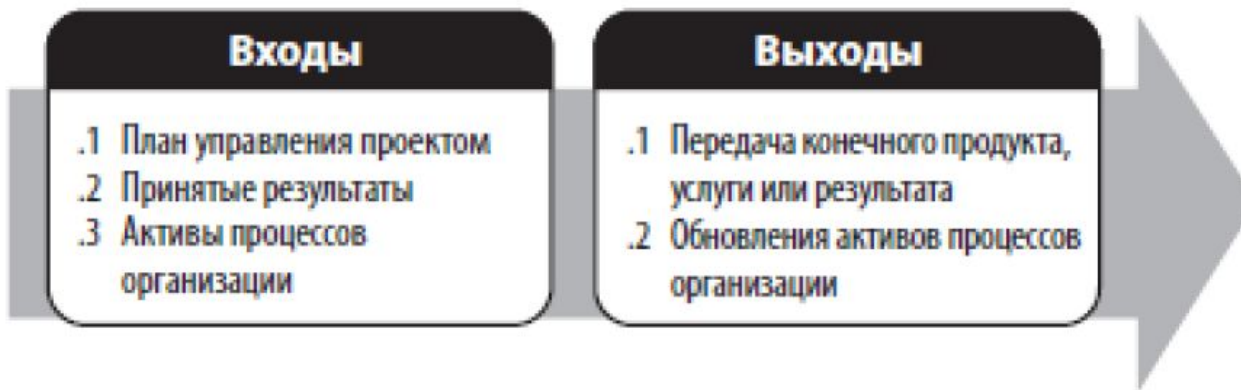 Входы
.1 План управления проектом
.2 Принятые результаты
.3 Активы процессов
организации
Выходы
.1 Передача конечного продукта,
услуги или результата
.2 Обновления активов процессов
организации